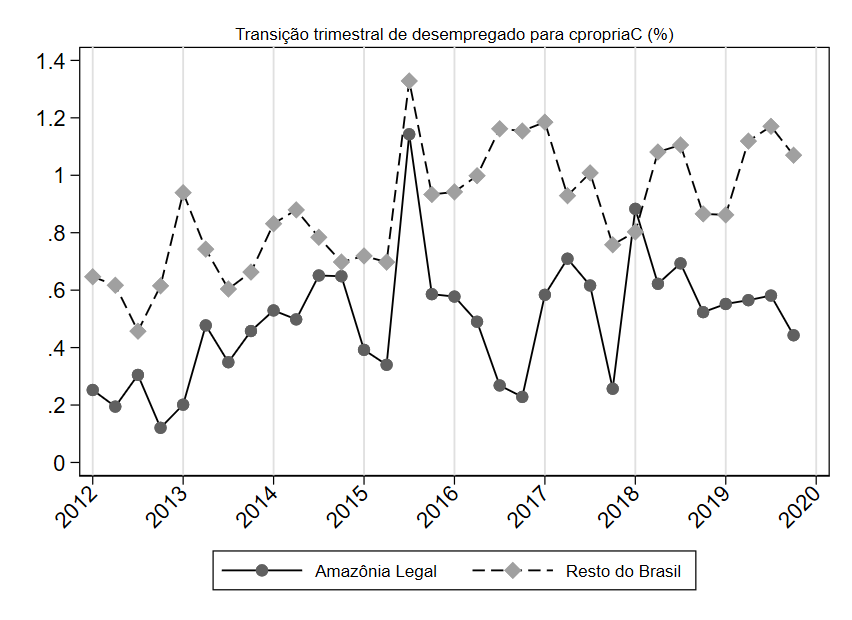 Transição trimestral de desempregado para cpropriaC (%)
1.4
1.2
1
.8
.6
.4
.2
0
2012 2013 2014 2015 2016 2017 2018 2019 2020
Amazônia Legal Resto do Brasil